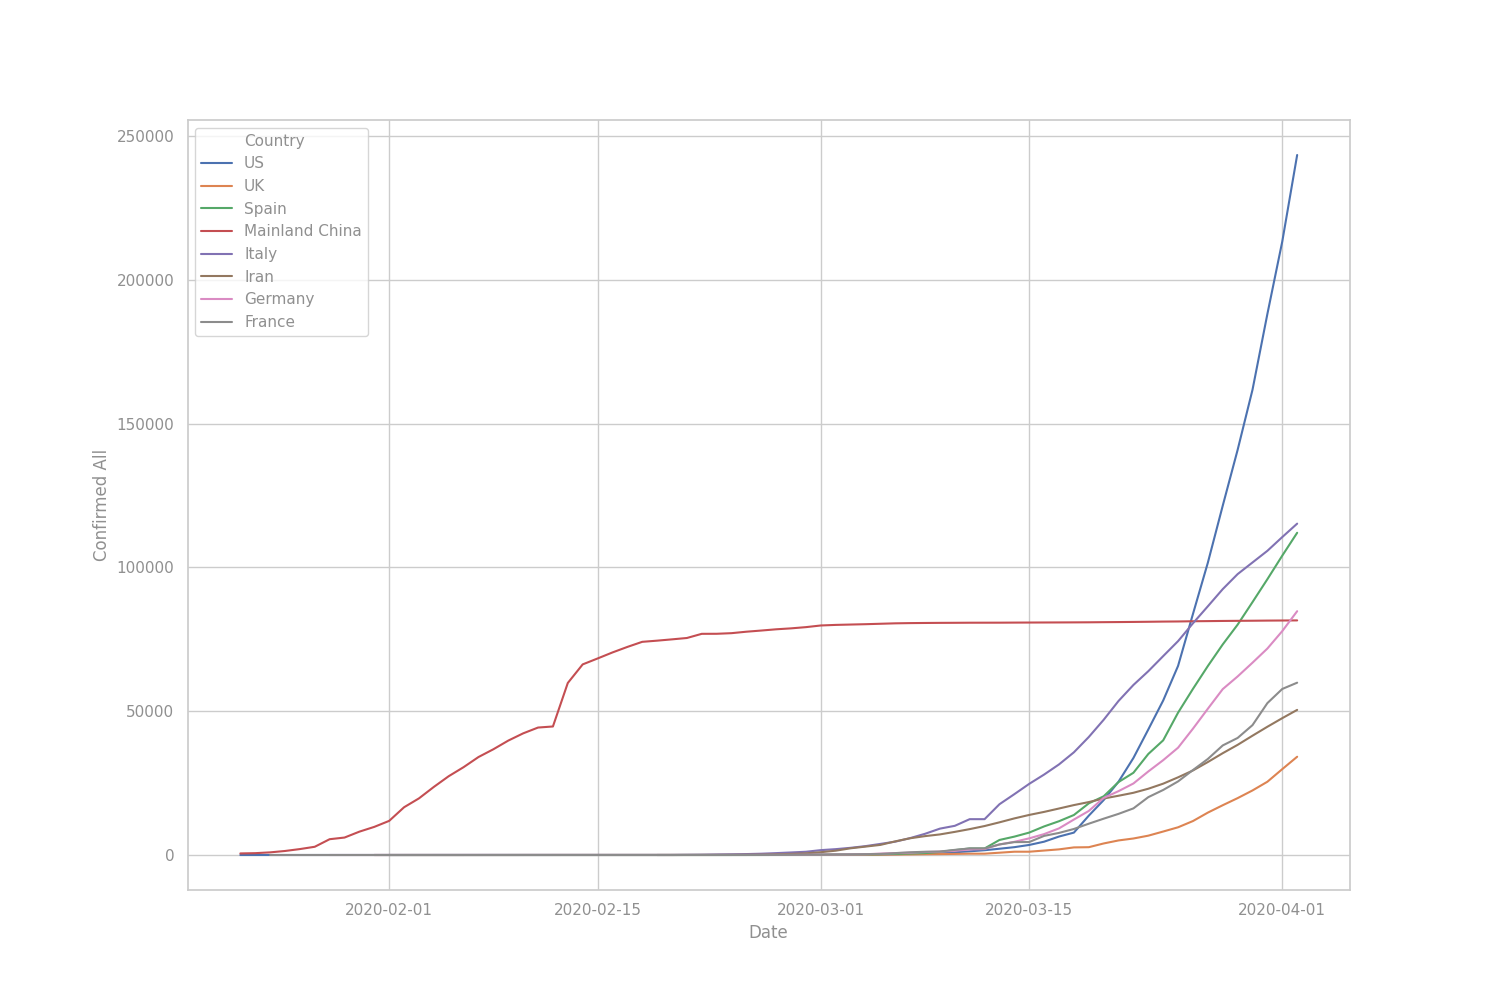 250000
200000
150000
100000
50000
0
Confirmed All
Country
US
UK
Spain
Mainland China
Italy
Iran
Germany
France
2020-02-01
2020-02-15
2020-03-01
2020-03-15
2020-04-01
Date